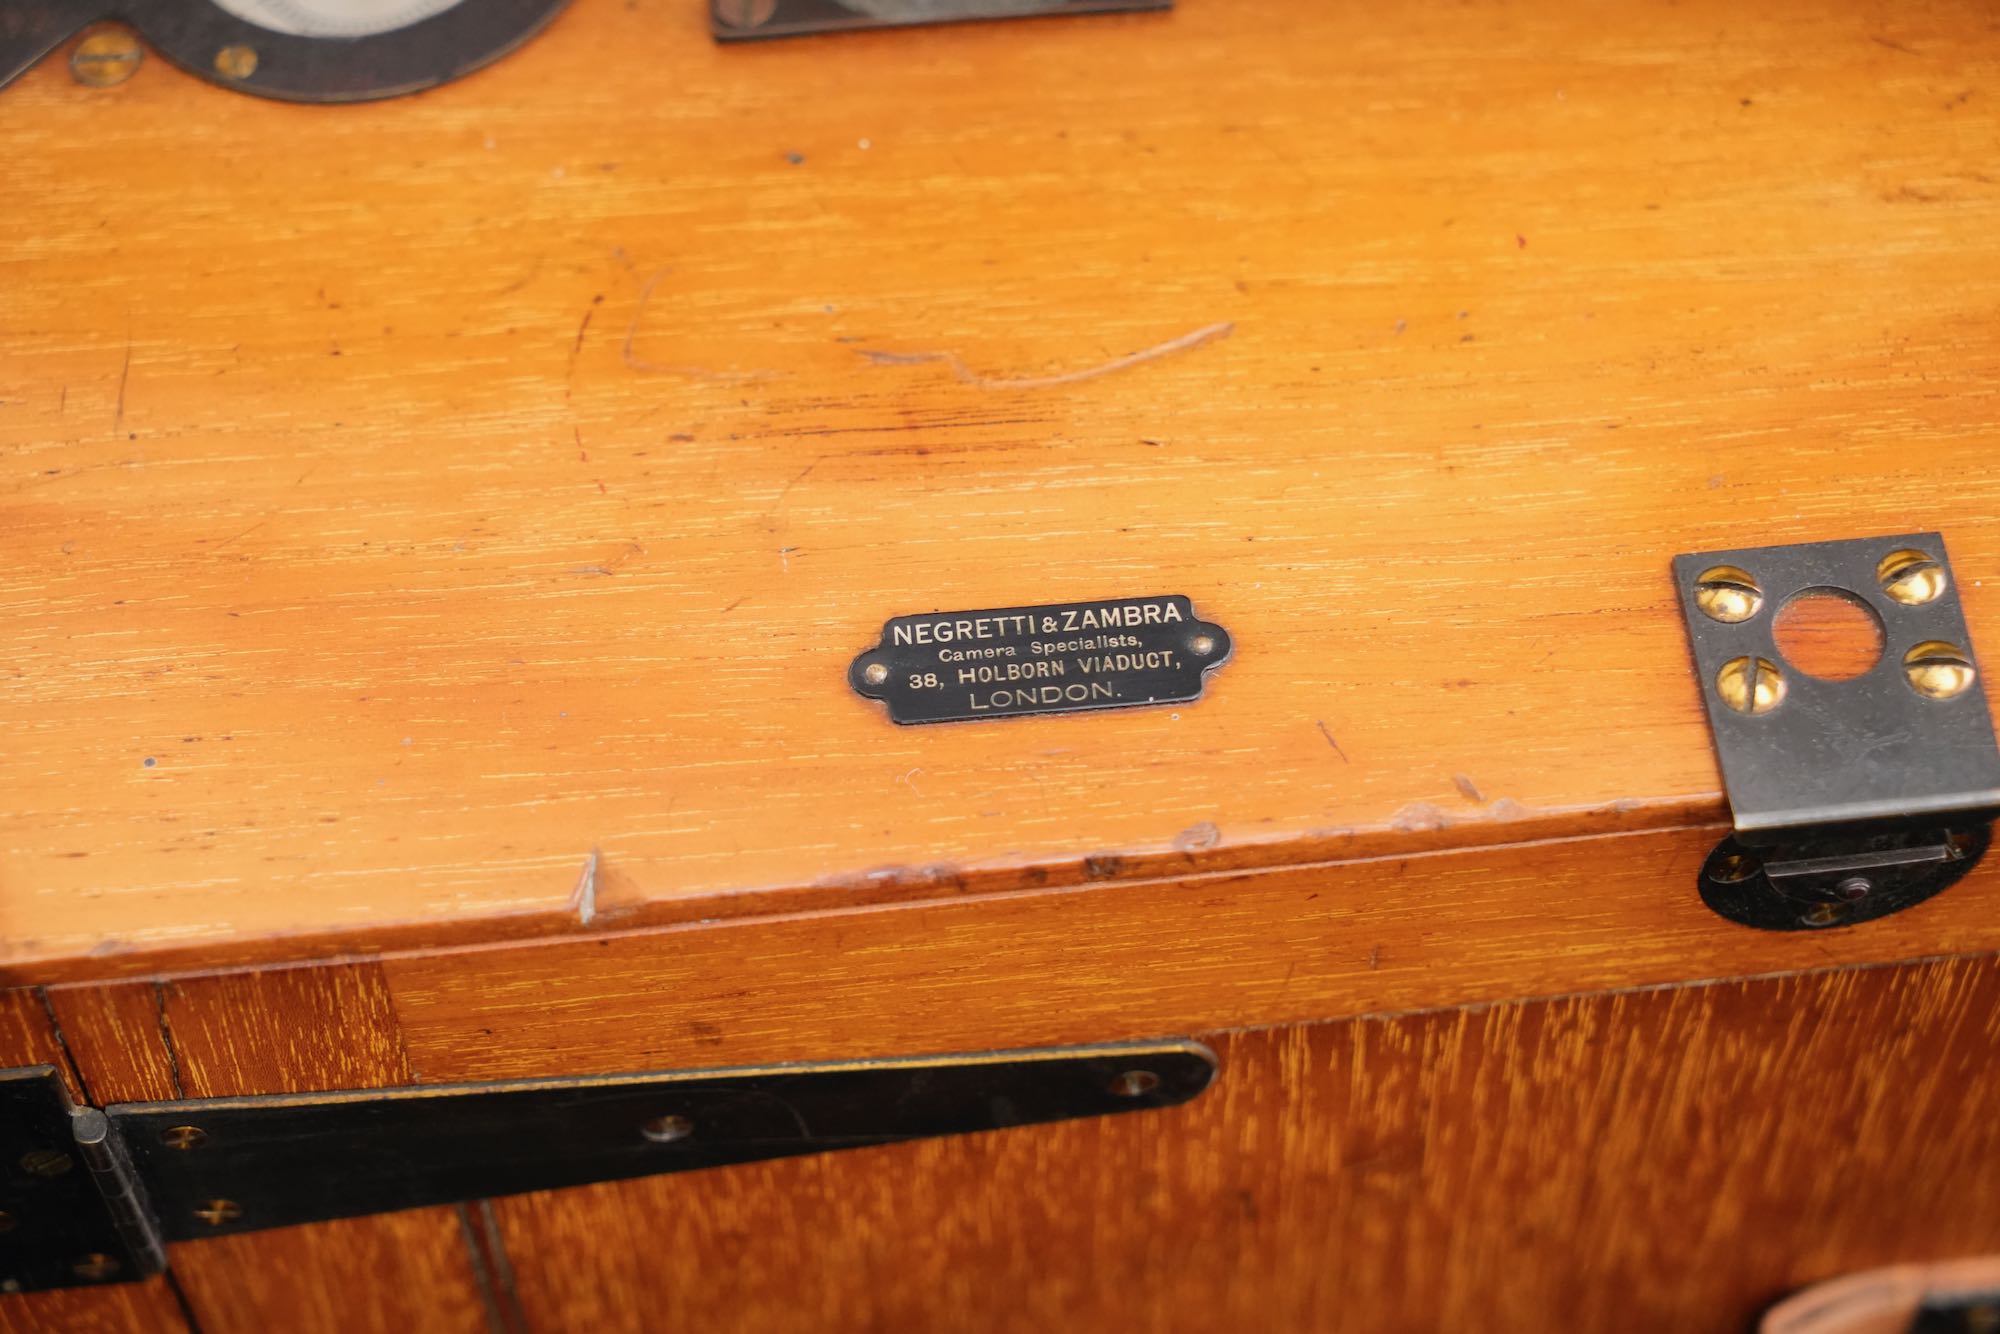 NEGRETTI & ZAMBRA
Camera Specialists,
38, HOLBORN VIADUCT,
LONDON.